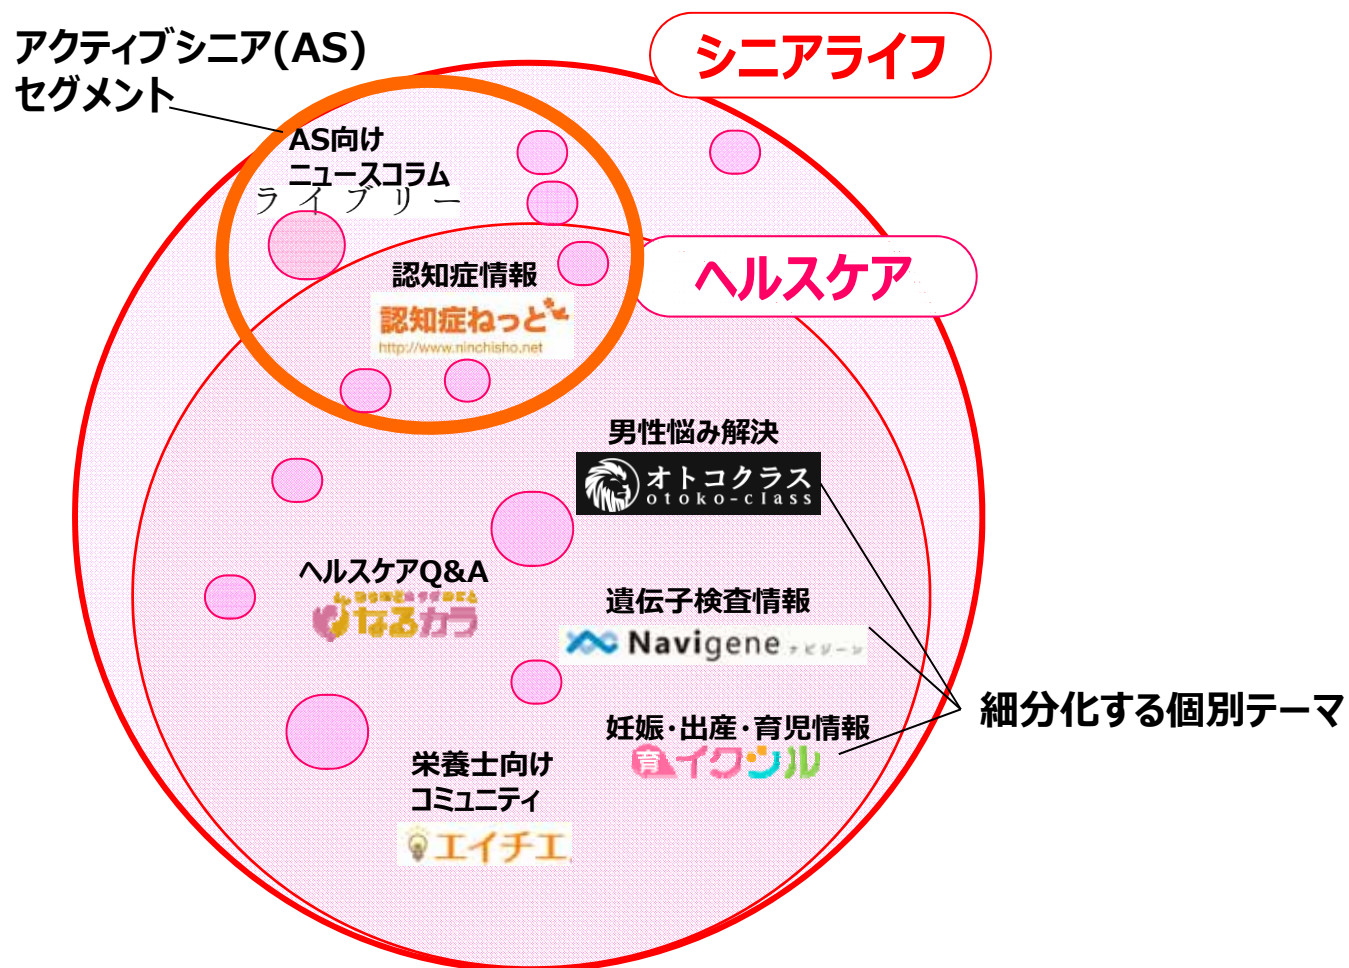 アクティブシニア(AS)
セグメント
シニアライフ
AS向け
ニュースコラム
ライブリー
ヘルスケア
認知症情報
認知症ねっと
http://www.ninchisho.net
男性悩み解決
オトコクラス
otoko-class
ヘルスケアQ&A
なるカラ
遺伝子検査情報
Navigene ナビジーン
細分化する個別テーマ
妊娠・出産・育児情報
育イクシル
栄養士向け
コミュニティ
エイチエ